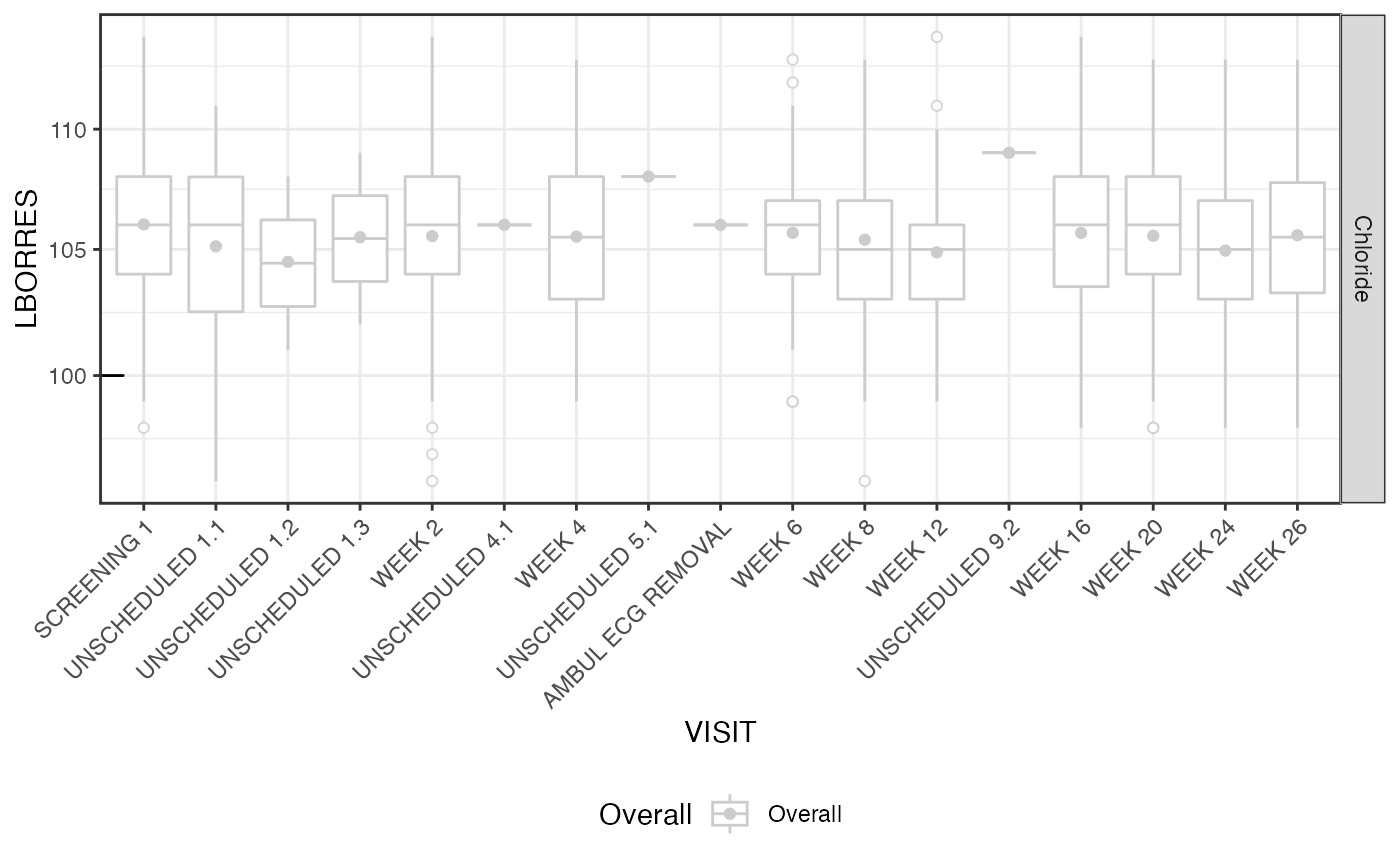 LBORRES
110
105
100
Chloride
SCREENING 1
UNSCHEDULED 1.1
UNSCHEDULED 1.2
UNSCHEDULED 1.3
WEEK 2
UNSCHEDULED 4.1
WEEK 4
UNSCHEDULED 5.1
AMBUL ECG REMOVAL
WEEK 6
WEEK 8
WEEK 12
UNSCHEDULED 9.2
WEEK 16
WEEK 20
WEEK 24
WEEK 26
VISIT
Overall Overall